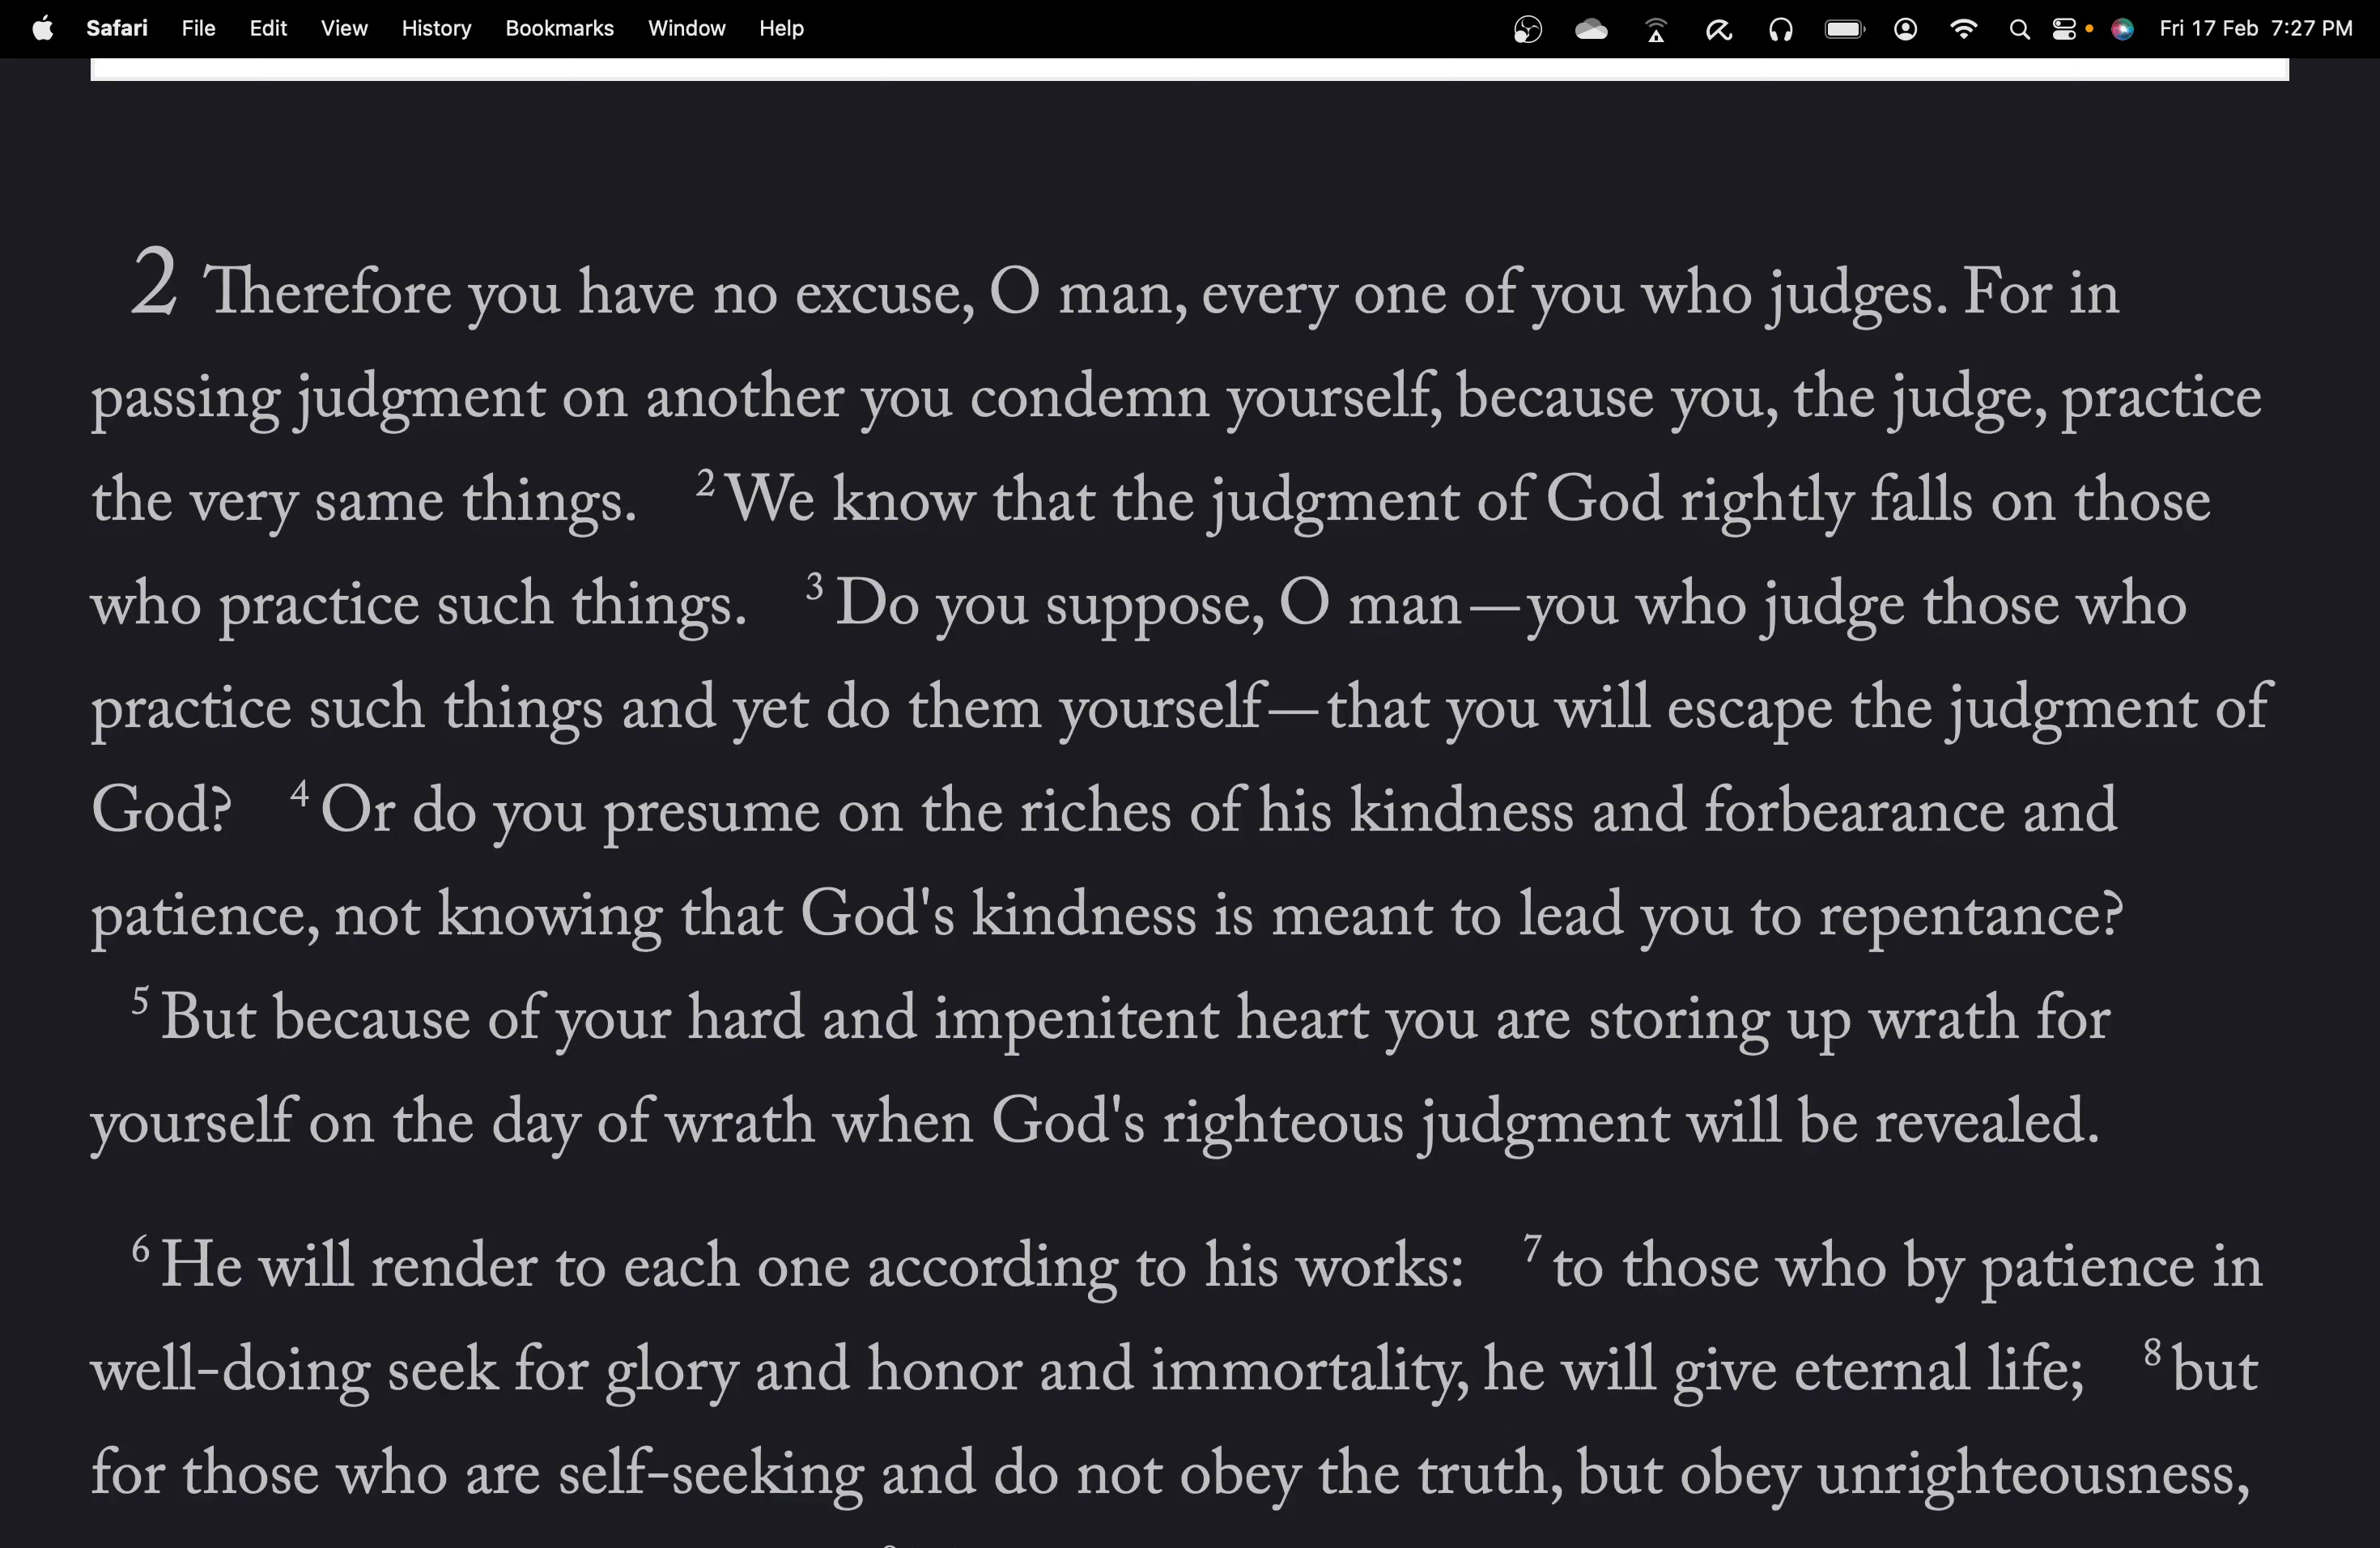 Safari File Edit View History Bookmarks Window Help Fri 17 Feb 7:27 PM
2 Therefore you have no excuse, O man, every one of you who judges. For in
passing judgment on another you condemn yourself, because you, the judge, practice
the very same things. 2 We know that the judgment of God rightly falls on those
who practice such things. 3 Do you suppose, O man—you who judge those who
practice such things and yet do them yourself—that you will escape the judgment of
God? 4 Or do you presume on the riches of his kindness and forbearance and
patience, not knowing that God's kindness is meant to lead you to repentance?
5 But because of your hard and impenitent heart you are storing up wrath for
yourself on the day of wrath when God's righteous judgment will be revealed.
6 He will render to each one according to his works: 7 to those who by patience in
well-doing seek for glory and honor and immortality, he will give eternal life; 8 but
for those who are self-seeking and do not obey the truth, but obey unrighteousness,